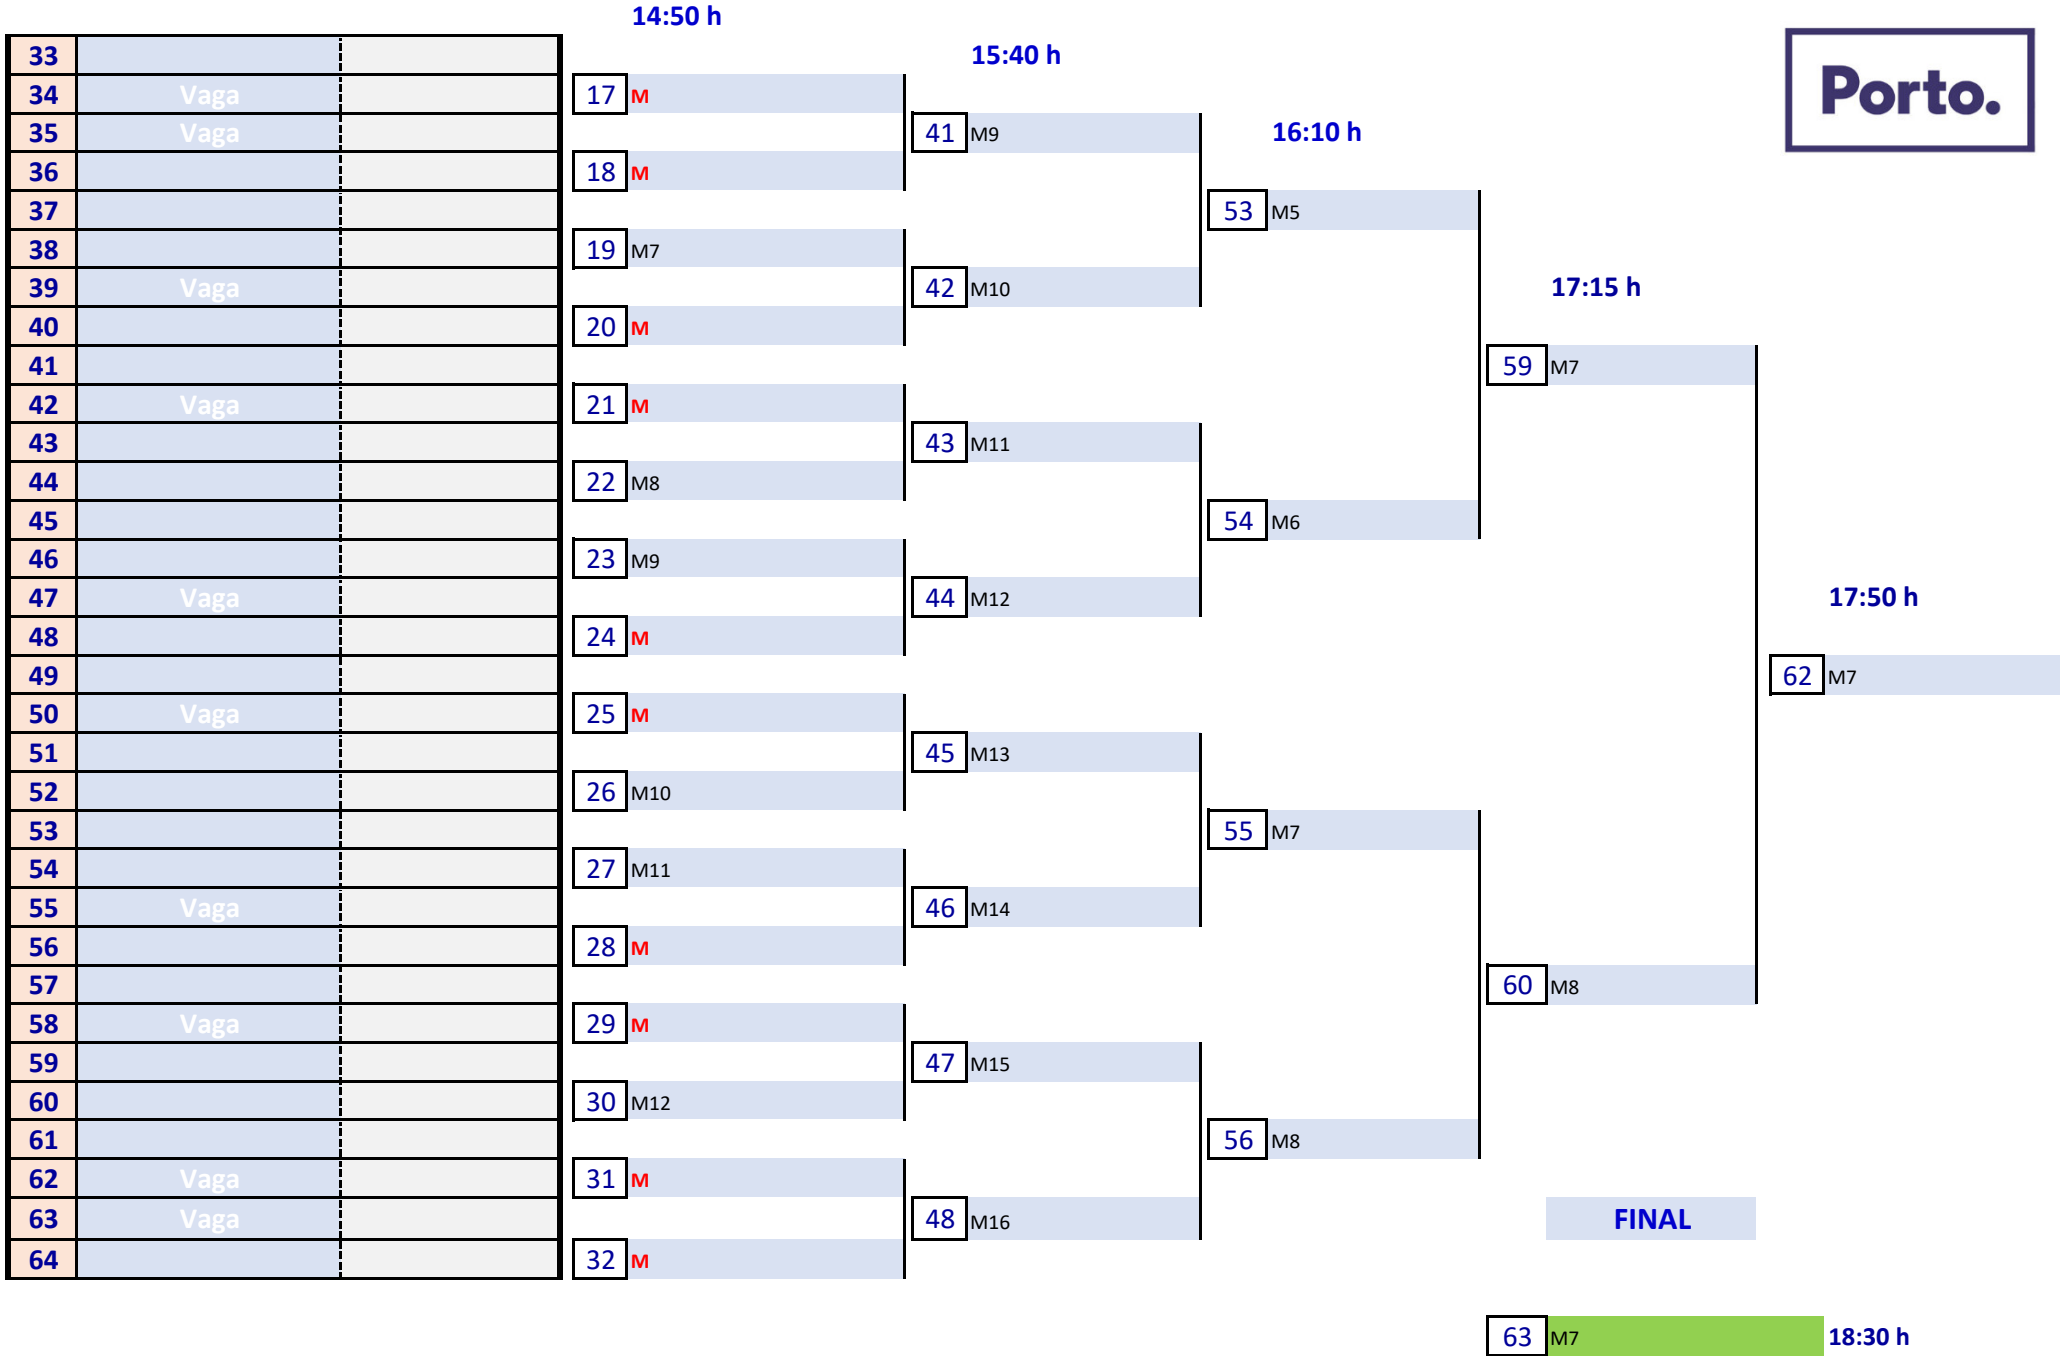 14:50 h
33
15:40 h
34 Vaga 17 M
Porto.
35 Vaga 41 M9 16:10 h
36 18 M
37 53 M5
38 19 M7
39 Vaga 42 M10 17:15 h
40 20 M
41 59 M7
42 Vaga 21 M
43 43 M11
44 22 M8
45 54 M6
46 23 M9
47 Vaga 44 M12 17:50 h
48 24 M
49 62 M7
50 Vaga 25 M
51 45 M13
52 26 M10
53 55 M7
54 27 M11
55 Vaga 46 M14
56 28 M
57 60 M8
58 Vaga 29 M
59 47 M15
60 30 M12
61 56 M8
62 Vaga 31 M
63 Vaga 48 M16 FINAL
64 32 M
63 M7 18:30 h